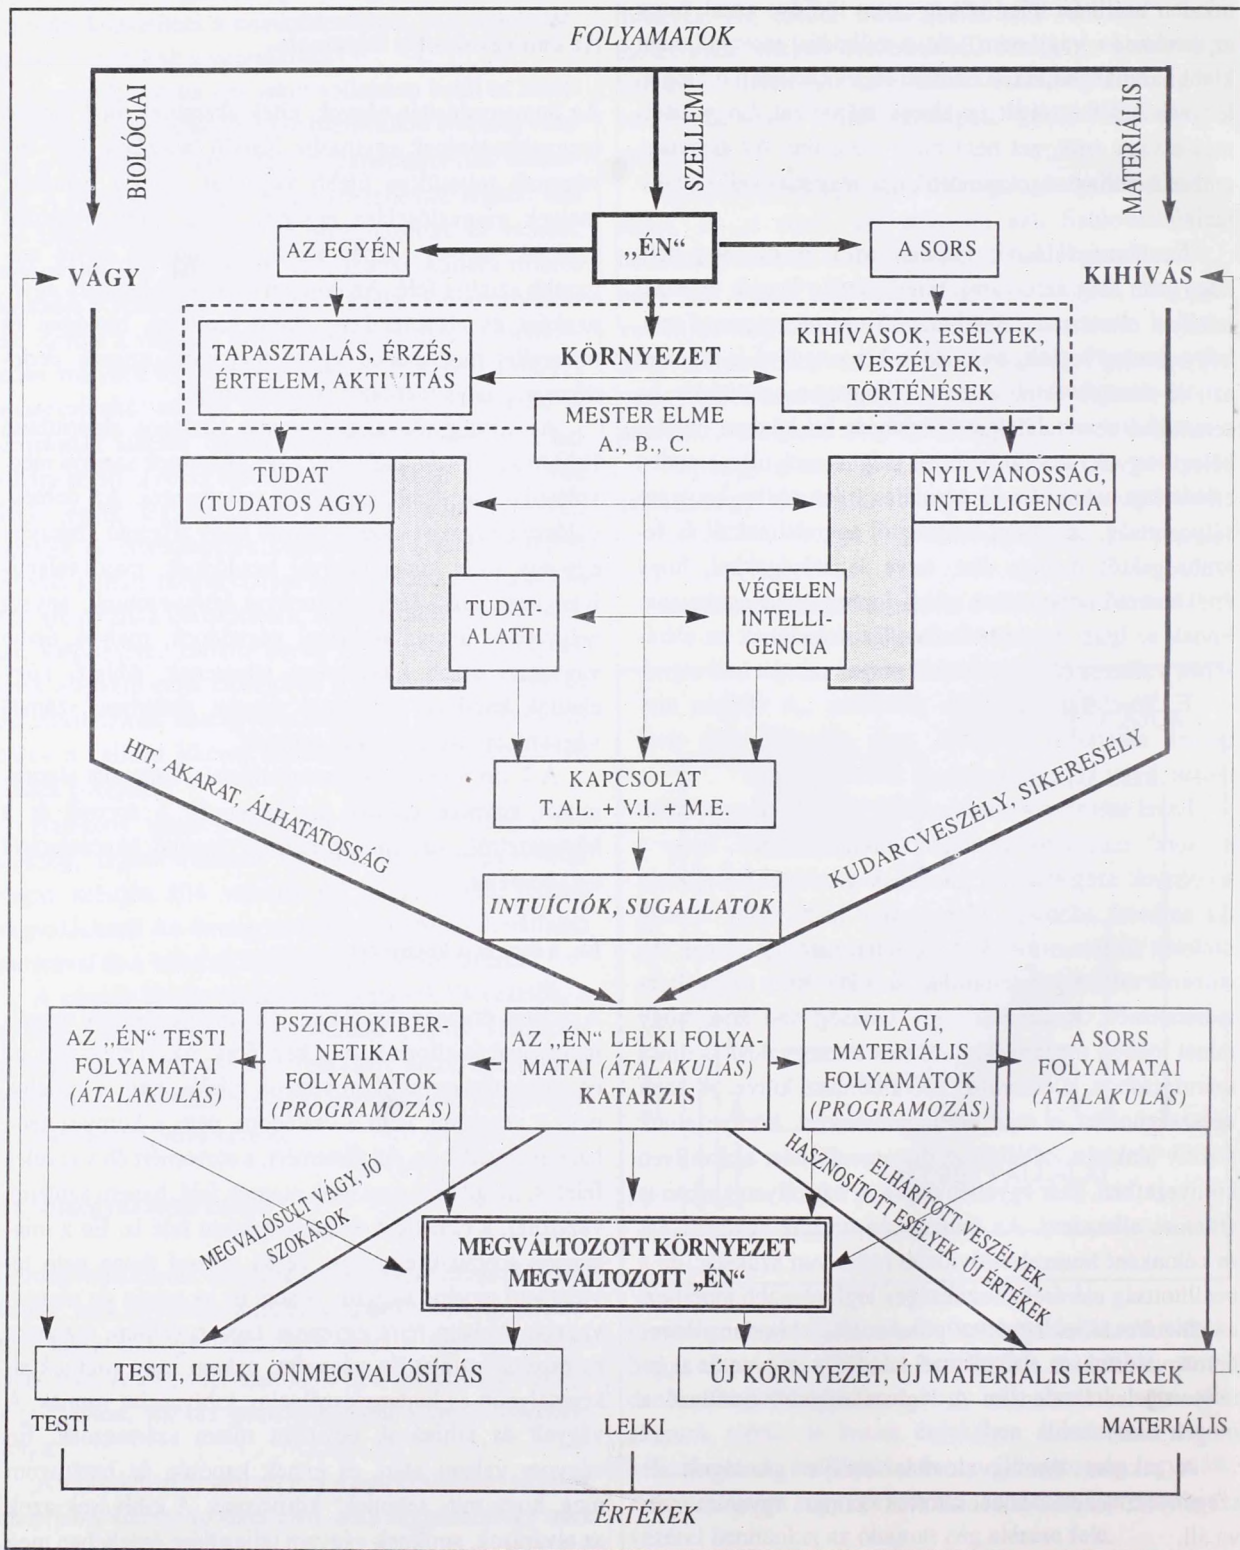 FOLYAMATOK
BIOLÓGIAI
SZELEMI
MATERIÁLIS
AZ EGYÉN
„ÉN“
A SORS
VÁGY
KIHÍVÁS
TAPASZTALÁS, ÉRZÉS,
ÉRTELEM, AKTIVITÁS
KÖRNYEZET
KIHÍVÁSOK, ESÉLYEK,
VESZÉLYEK,
TÖRTÉNÉSEK
MESTER ELME
A., B., C.
TUDAT
(TUDATOS AGY)
NYILVÁNOSSÁG,
INTELLIGENCIA
TUDAT-
ALATTI
VÉGELEN
INTELLI-
GENCIA
HIT, AKARAT, ÁLHATATOSSÁG
KAPCSOLAT
T.AL. + V.I. + M.E.
KUDARCVESZÉLY, SIKERESÉLY
INTUÍCIÓK, SUGALLATOK
AZ „ÉN“ TESTI
FOLYAMATAI
(ÁTALAKULÁS)
PSZICHOKIBER-
NETIKAI
FOLYAMATOK
(PROGRAMOZÁS)
AZ „ÉN“ LELKI FOLYA-
MATAI (ÁTALAKULÁS)
KATARZIS
VILÁGI,
MATERIÁLIS
FOLYAMATOK
(PROGRAMOZÁS)
A SORS
FOLYAMATAI
(ÁTALAKULÁS)
MEGVALÓSULT VÁGY, JO
SZOKÁSOK
MEGVÁLTOZOTT KÖRNYEZET
MEGVÁLTOZOTT „ÉN“
ELHÁRÍTOTT VESZÉLYEK,
HASZNOSÍTOTT ESÉLYEK, ÚJ ÉRTÉKEK
TESTI, LELKI ÖNMEGVALÓSÍTÁS
ÚJ KÖRNYEZET, ÚJ MATERIÁLIS ÉRTÉKEK
TESTI
LELKI
MATERIÁLIS
ÉRTÉKEK